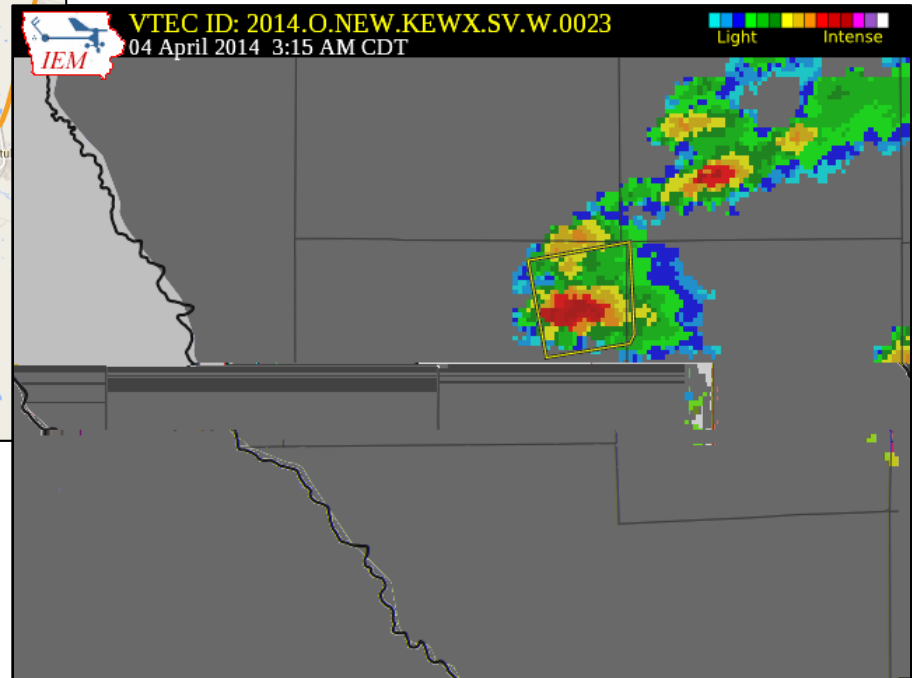 VTEC ID: 2014.O.NEW.KEWX.SV.W.0023
04 April 2014 3:15 AM CDT
IEM
Light Intense